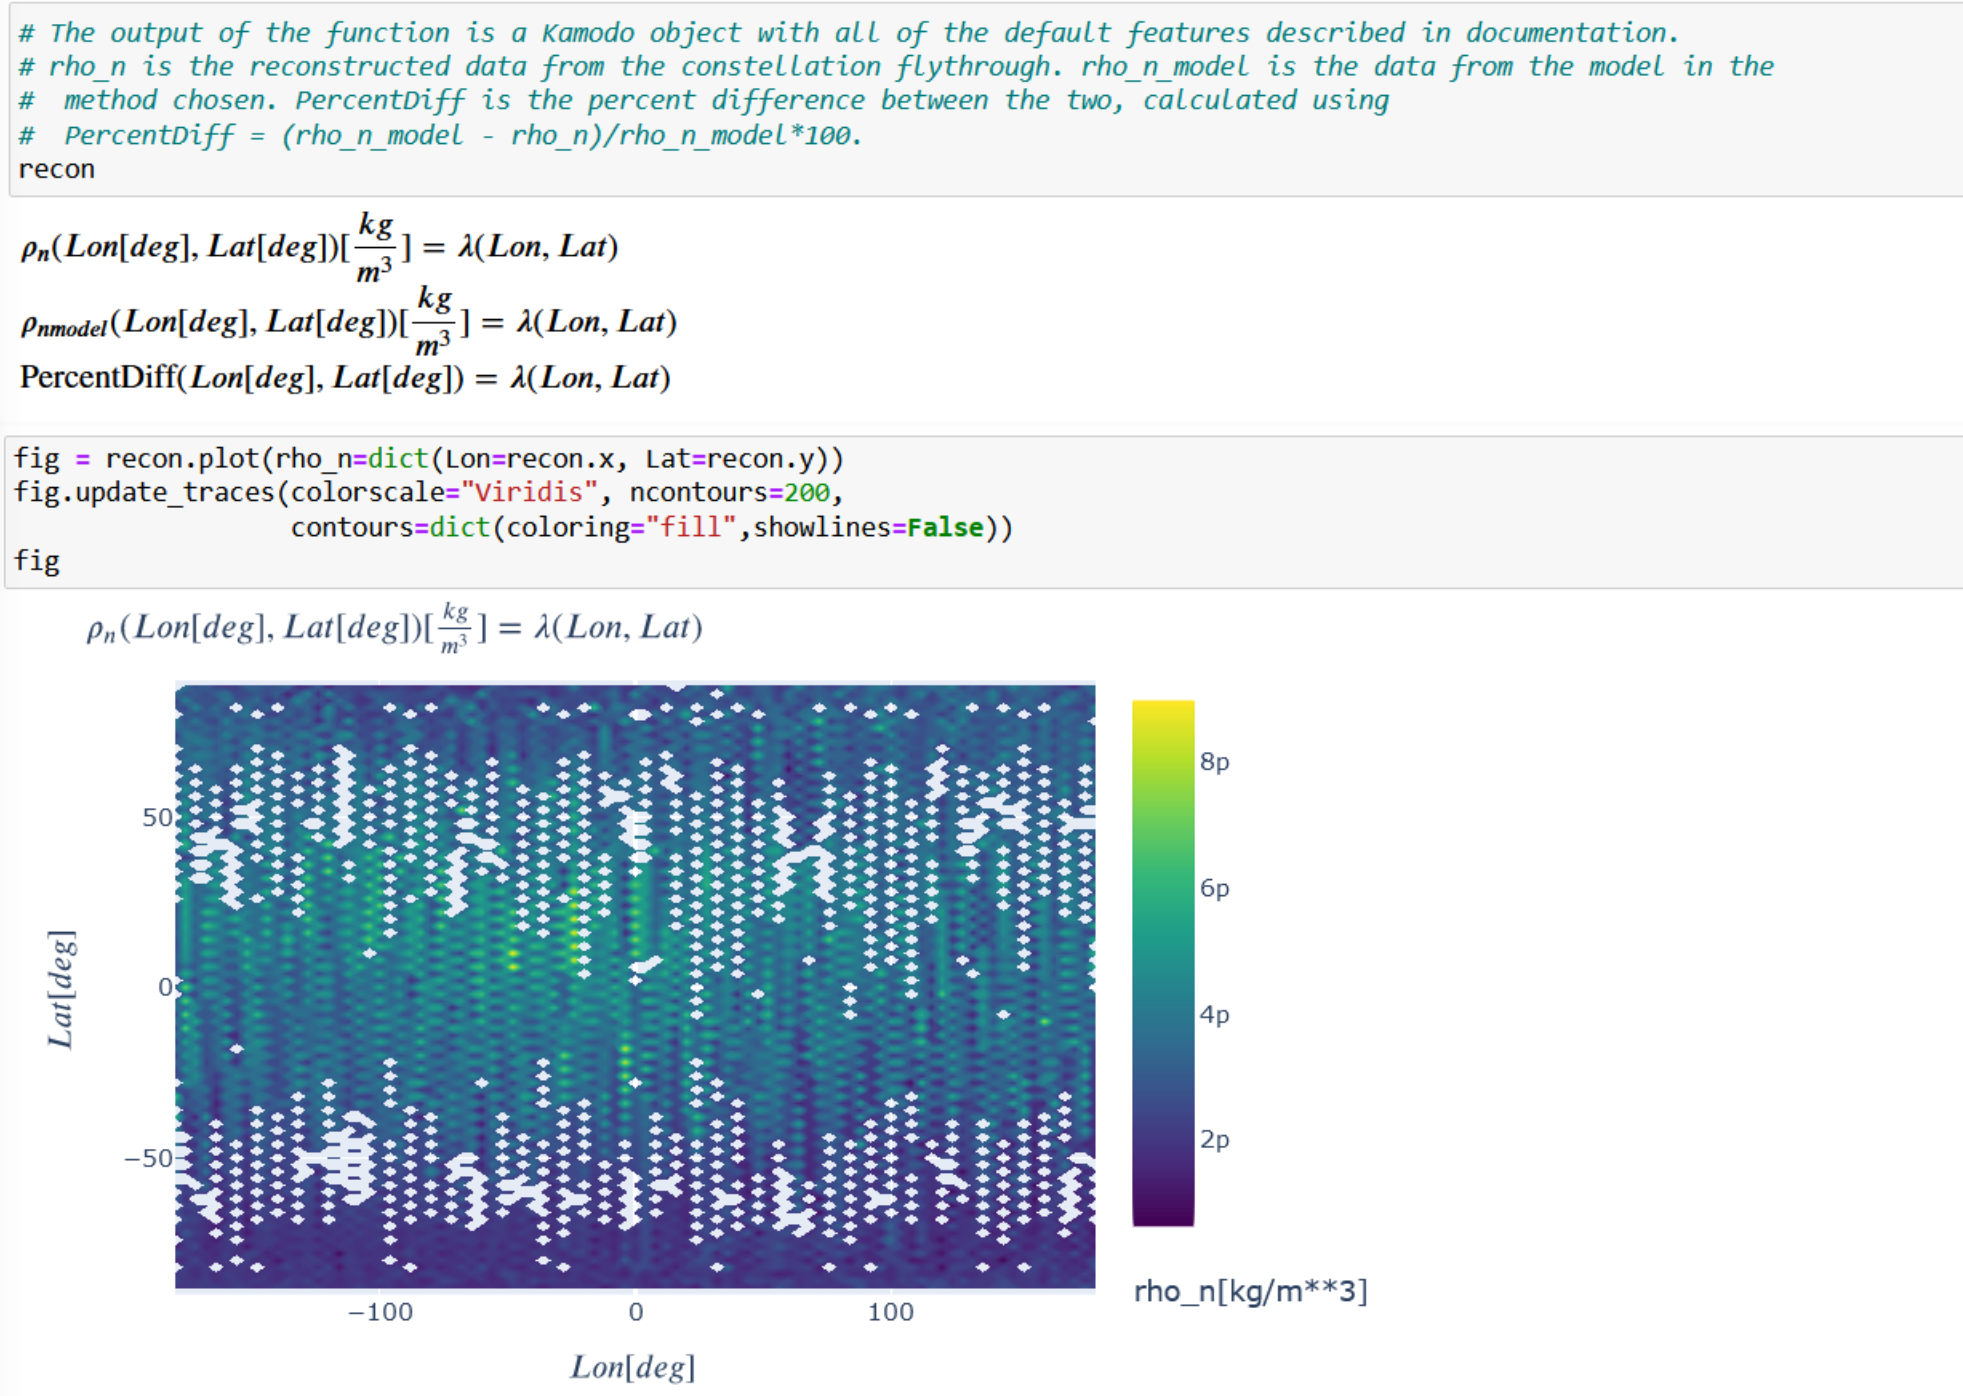 # The output of the function is a Kamodo object with all of the default features described in documentation.
# rho_n is the reconstructed data from the constellation flythrough. rho_n_model is the data from the model in the
#  method chosen. PercentDiff is the percent difference between the two, calculated using
#  PercentDiff = (rho_n_model - rho_n)/rho_n_model*100.
recon
ρn(Lon[deg], Lat[deg])[kg/m³] = λ(Lon, Lat)
ρnmodel(Lon[deg], Lat[deg])[kg/m³] = λ(Lon, Lat)
PercentDiff(Lon[deg], Lat[deg]) = λ(Lon, Lat)
fig = recon.plot(rho_n=dict(Lon=recon.x, Lat=recon.y))
fig.update_traces(colorscale="Viridis", ncontours=200,
                  contours=dict(coloring="fill",showlines=False))
fig
ρn(Lon[deg], Lat[deg])[kg/m³] = λ(Lon, Lat)
50
0
−50
Lat[deg]
−100
0
100
Lon[deg]
8p
6p
4p
2p
rho_n[kg/m**3]